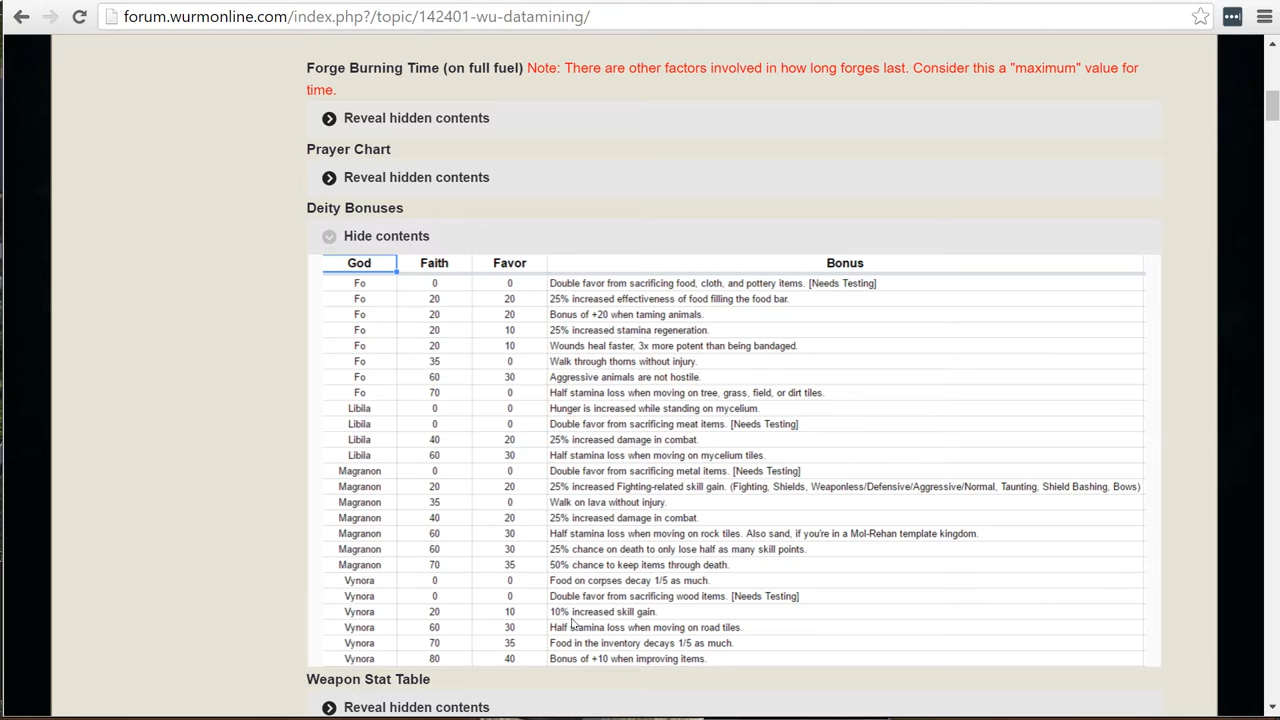 forum.wurmonline.com/index.php?/topic/142401-wu-datamining/
Forge Burning Time (on full fuel) Note: There are other factors involved in how long forges last. Consider this a "maximum" value for
time.
Reveal hidden contents
Prayer Chart
Reveal hidden contents
Deity Bonuses
Hide contents
God Faith Favor Bonus
Fo 0 0 Double favor from sacrificing food, cloth, and pottery items. [Needs Testing]
Fo 20 20 25% increased effectiveness of food filling the food bar.
Fo 20 20 Bonus of +20 when taming animals.
Fo 20 10 25% increased stamina regeneration.
Fo 20 10 Wounds heal faster, 3x more potent than being bandaged.
Fo 35 0 Walk through thorns without injury.
Fo 60 30 Aggressive animals are not hostile.
Fo 70 0 Half stamina loss when moving on tree, grass, field, or dirt tiles.
Libila 0 0 Hunger is increased while standing on mycelium.
Libila 0 0 Double favor from sacrificing meat items. [Needs Testing]
Libila 40 20 25% increased damage in combat.
Libila 60 30 Half stamina loss when moving on mycelium tiles.
Magranon 0 0 Double favor from sacrificing metal items. [Needs Testing]
Magranon 20 20 25% increased Fighting-related skill gain. (Fighting, Shields, Weaponless/Defensive/Aggressive/Normal, Taunting, Shield Bashing, Bows)
Magranon 35 0 Walk on lava without injury.
Magranon 40 20 25% increased damage in combat.
Magranon 60 30 Half stamina loss when moving on rock tiles. Also sand, if you're in a Mol-Rehan template kingdom.
Magranon 60 30 25% chance on death to only lose half as many skill points.
Magranon 70 35 50% chance to keep items through death.
Vynora 0 0 Food on corpses decay 1/5 as much.
Vynora 0 0 Double favor from sacrificing wood items. [Needs Testing]
Vynora 20 10 10% increased skill gain.
Vynora 60 30 Half stamina loss when moving on road tiles.
Vynora 70 35 Food in the inventory decays 1/5 as much.
Vynora 80 40 Bonus of +10 when improving items.
Weapon Stat Table
Reveal hidden contents